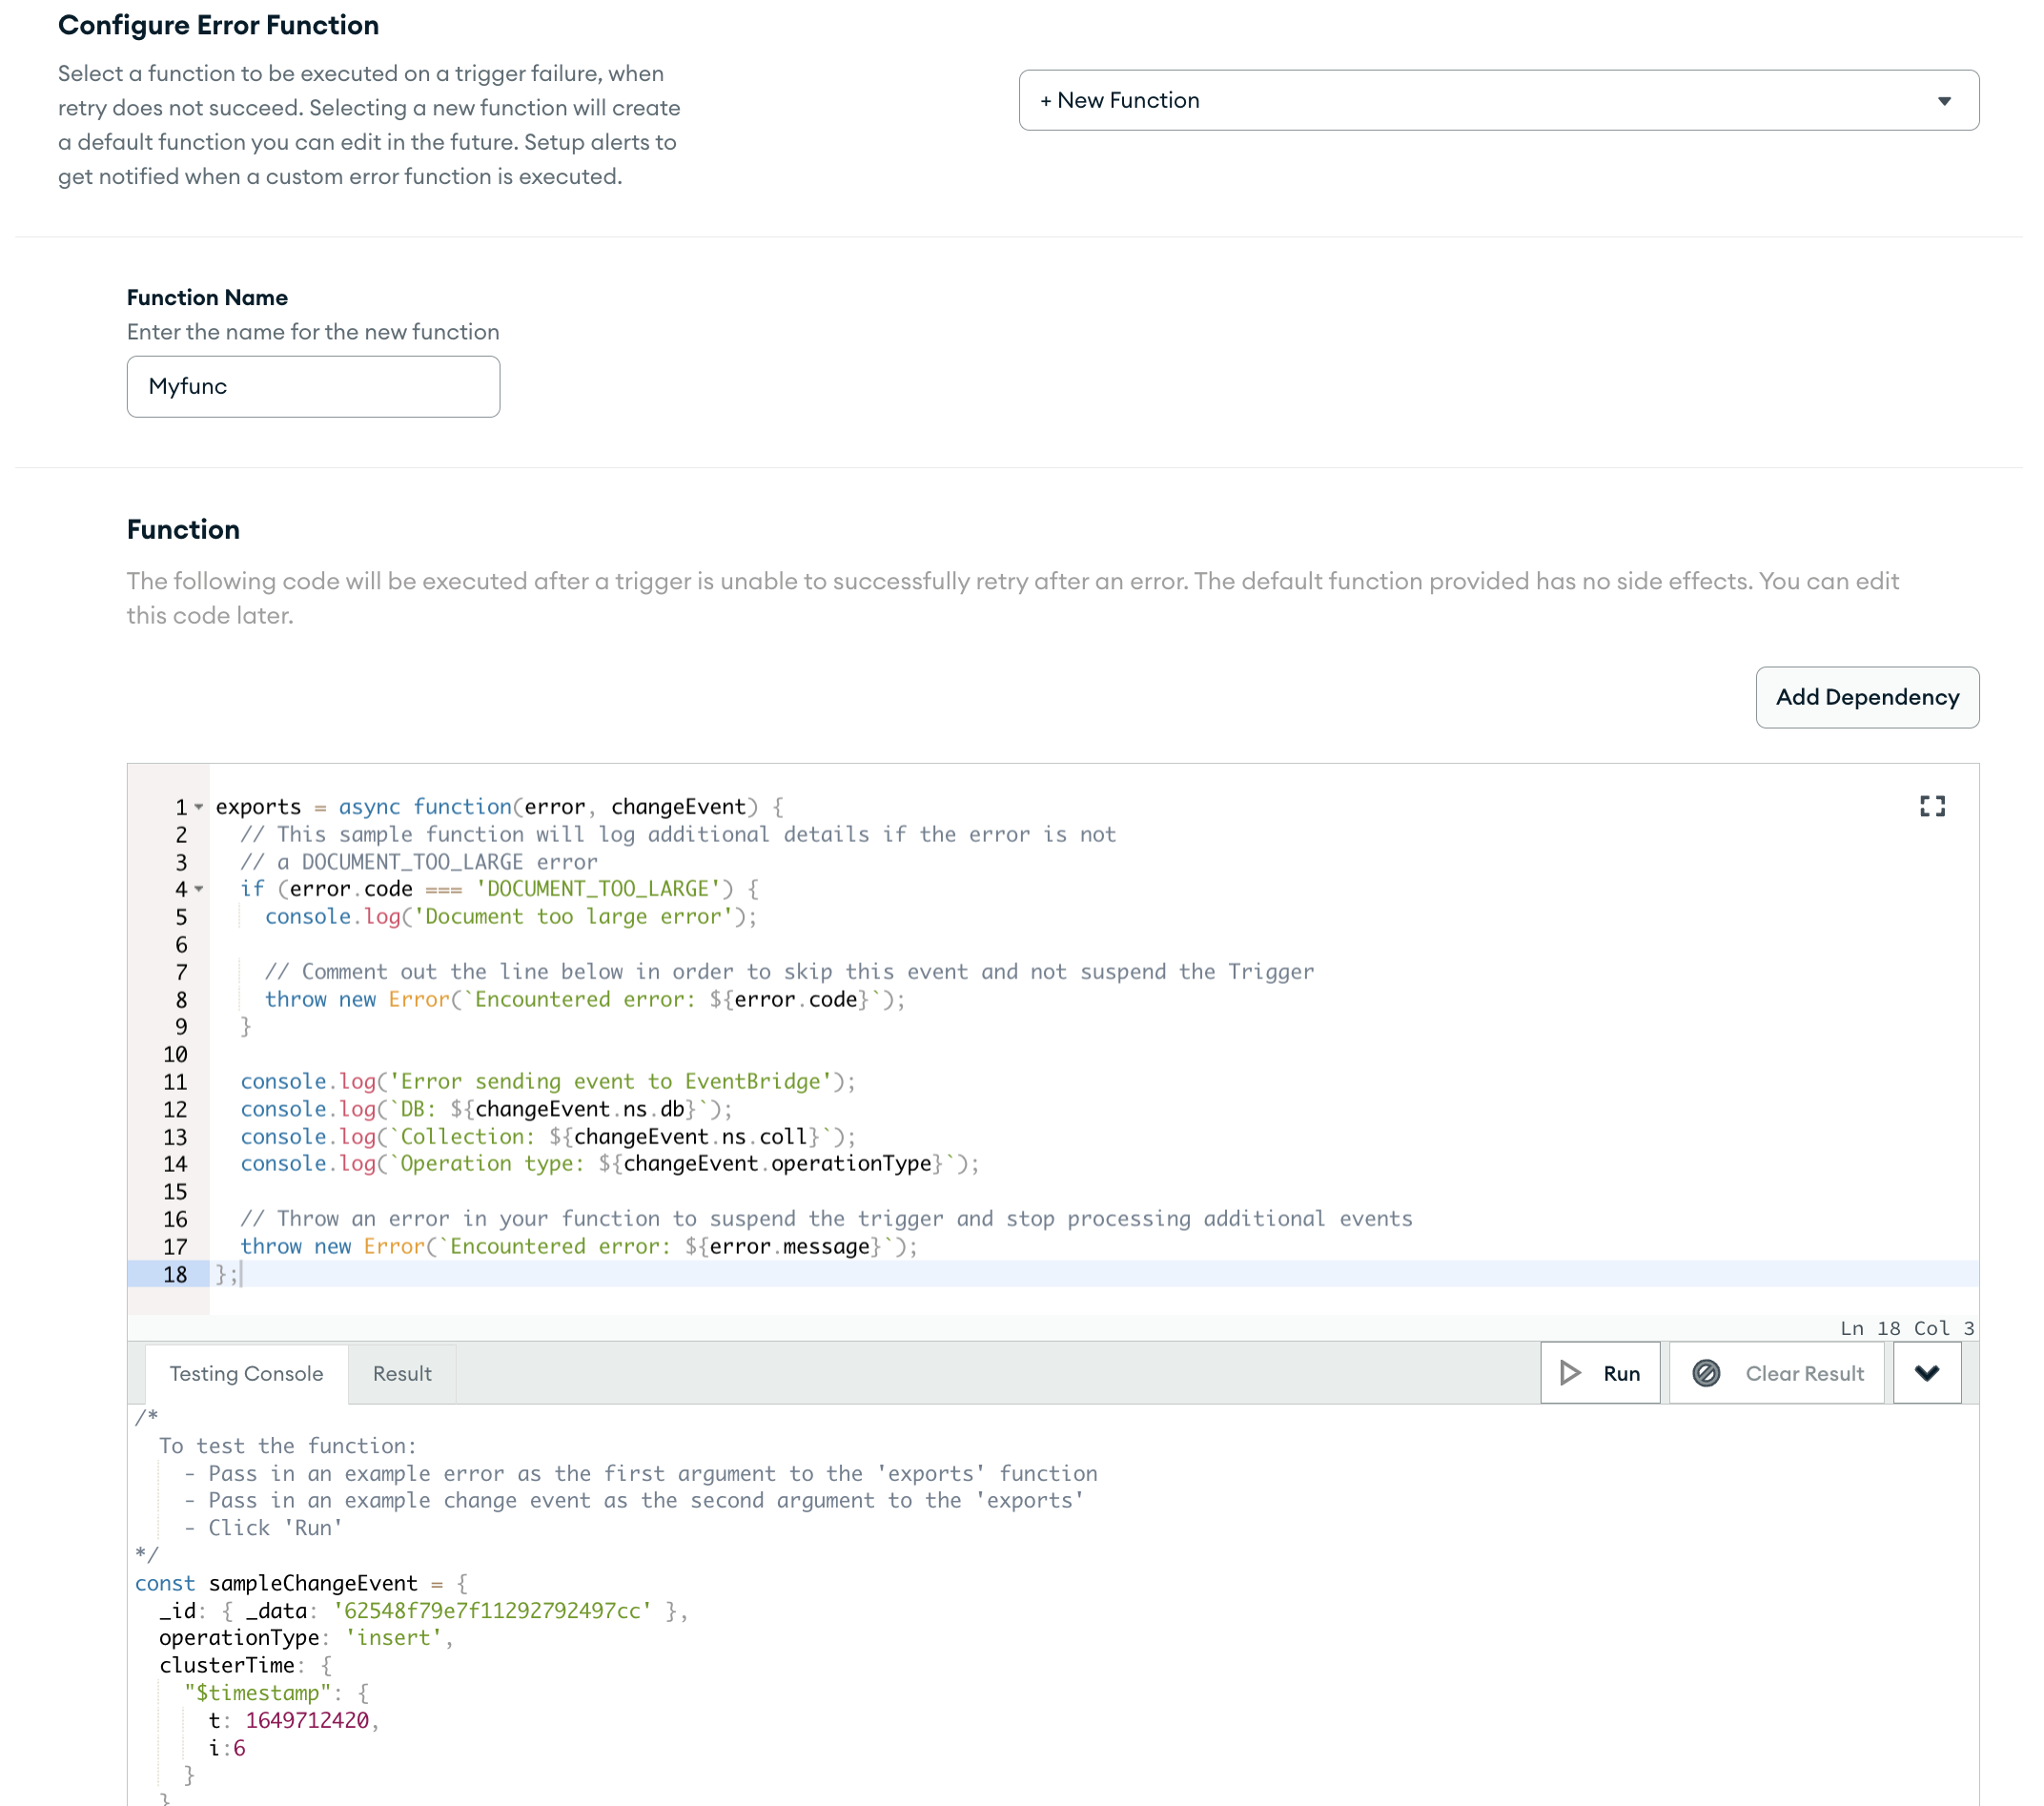 Configure Error Function
Select a function to be executed on a trigger failure, when
retry does not succeed. Selecting a new function will create
a default function you can edit in the future. Setup alerts to
get notified when a custom error function is executed.
+ New Function
Function Name
Enter the name for the new function
Myfunc
Function
The following code will be executed after a trigger is unable to successfully retry after an error. The default function provided has no side effects. You can edit
this code later.
Add Dependency
1 exports = async function(error, changeEvent) {
2   // This sample function will log additional details if the error is not
3   // a DOCUMENT_TOO_LARGE error
4   if (error.code === 'DOCUMENT_TOO_LARGE') {
5     console.log('Document too large error');
6
7     // Comment out the line below in order to skip this event and not suspend the Trigger
8     throw new Error(`Encountered error: ${error.code}`);
9   }
10
11   console.log('Error sending event to EventBridge');
12   console.log(`DB: ${changeEvent.ns.db}`);
13   console.log(`Collection: ${changeEvent.ns.coll}`);
14   console.log(`Operation type: ${changeEvent.operationType}`);
15
16   // Throw an error in your function to suspend the trigger and stop processing additional events
17   throw new Error(`Encountered error: ${error.message}`);
18 };
Ln 18 Col 3
Testing Console Result Run Clear Result
/*
  To test the function:
    - Pass in an example error as the first argument to the 'exports' function
    - Pass in an example change event as the second argument to the 'exports'
    - Click 'Run'
*/
const sampleChangeEvent = {
  _id: { _data: '62548f79e7f11292792497cc' },
  operationType: 'insert',
  clusterTime: {
    "$timestamp": {
      t: 1649712420,
      i:6
    }
  }